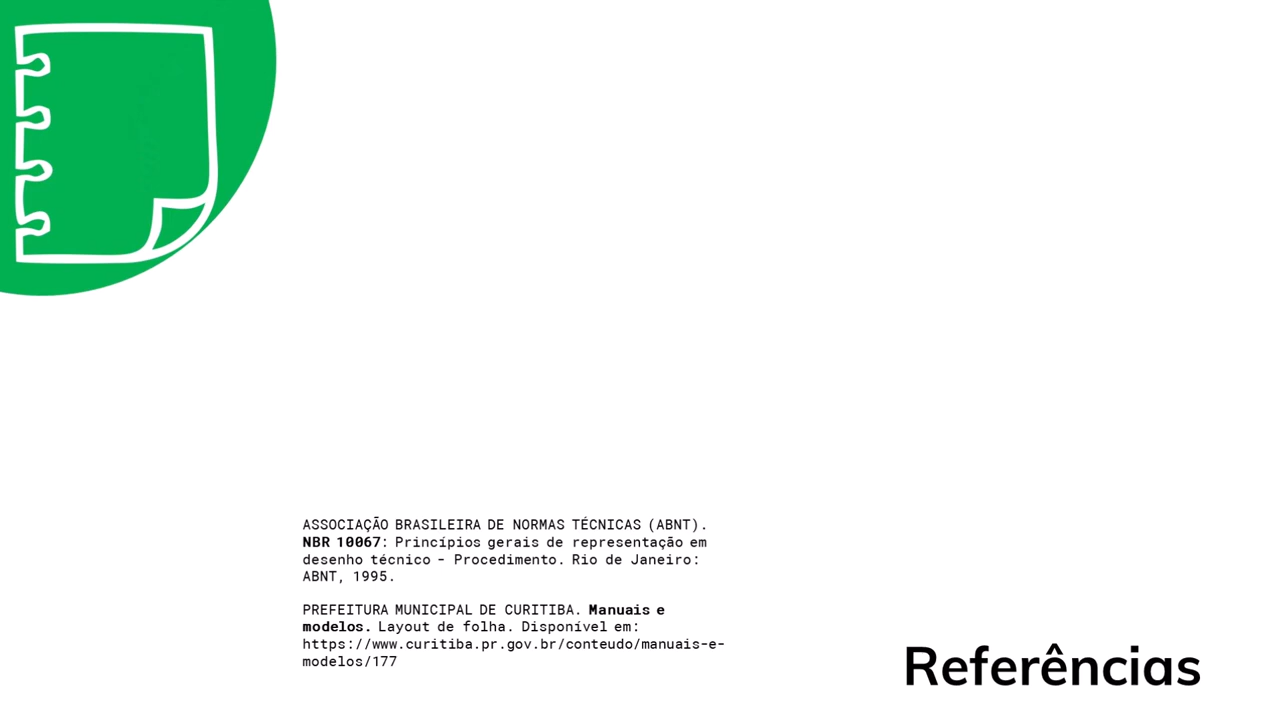 ASSOCIAÇÃO BRASILEIRA DE NORMAS TÉCNICAS (ABNT).
NBR 10067: Princípios gerais de representação em
desenho técnico - Procedimento. Rio de Janeiro:
ABNT, 1995.
PREFEITURA MUNICIPAL DE CURITIBA. Manuais e
modelos. Layout de folha. Disponível em:
https://www.curitiba.pr.gov.br/conteudo/manuais-e-
modelos/177
Referências